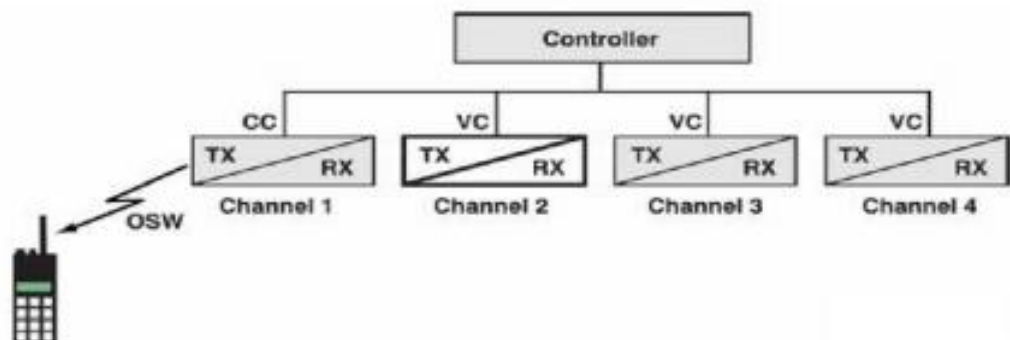 Controller
CC VC VC VC
TX RX TX RX TX RX TX RX
Channel 1 Channel 2 Channel 3 Channel 4
OSW